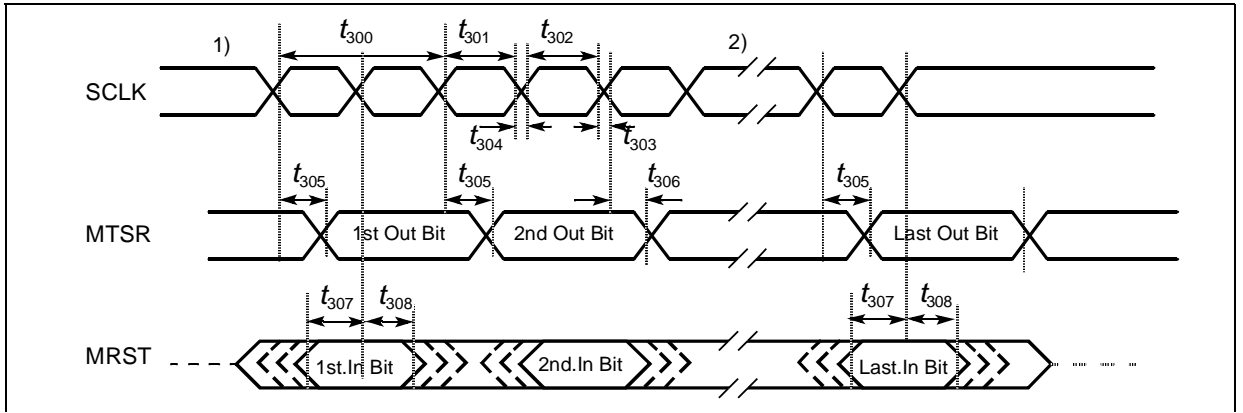 1) t300 t301 t302 2)
SCLK
t304 t303
t305 t305 t306 t305
MTSR 1st Out Bit 2nd Out Bit Last Out Bit
t307 t308 t307 t308
MRST 1st.In Bit 2nd.In Bit Last.In Bit